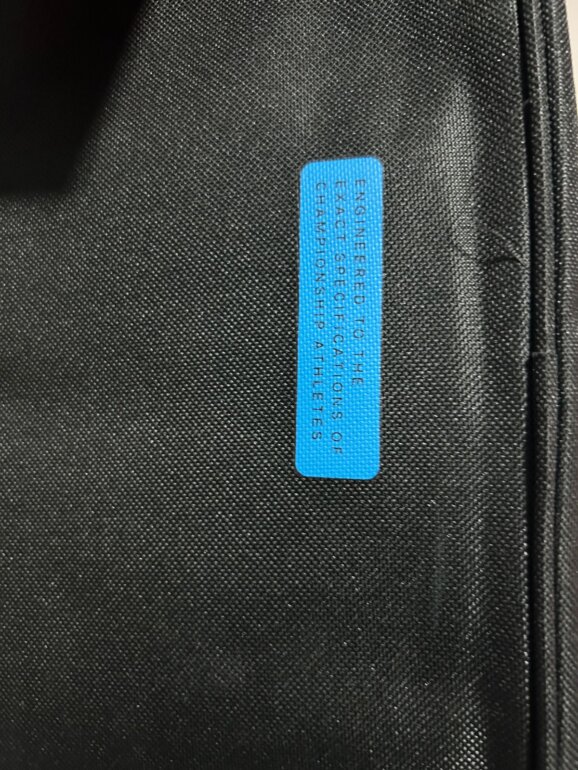 ENGINEERED TO THE
EXACT SPECIFICATIONS OF
CHAMPIONSHIP ATHLETES